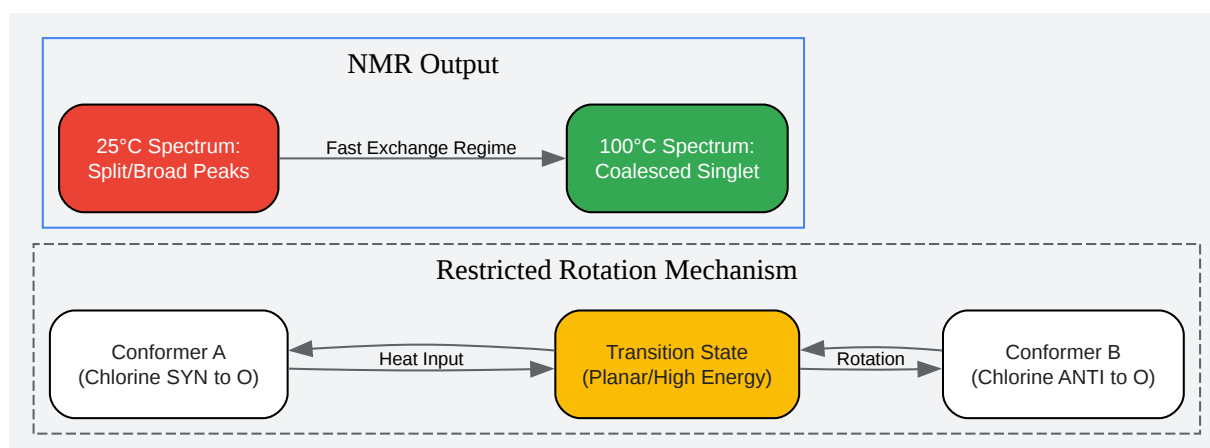 NMR Output
25°C Spectrum:
Split/Broad Peaks
Fast Exchange Regime
100°C Spectrum:
Coalesced Singlet
Restricted Rotation Mechanism
Conformer A
(Chlorine SYN to O)
Heat Input
Transition State
(Planar/High Energy)
Rotation
Conformer B
(Chlorine ANTI to O)